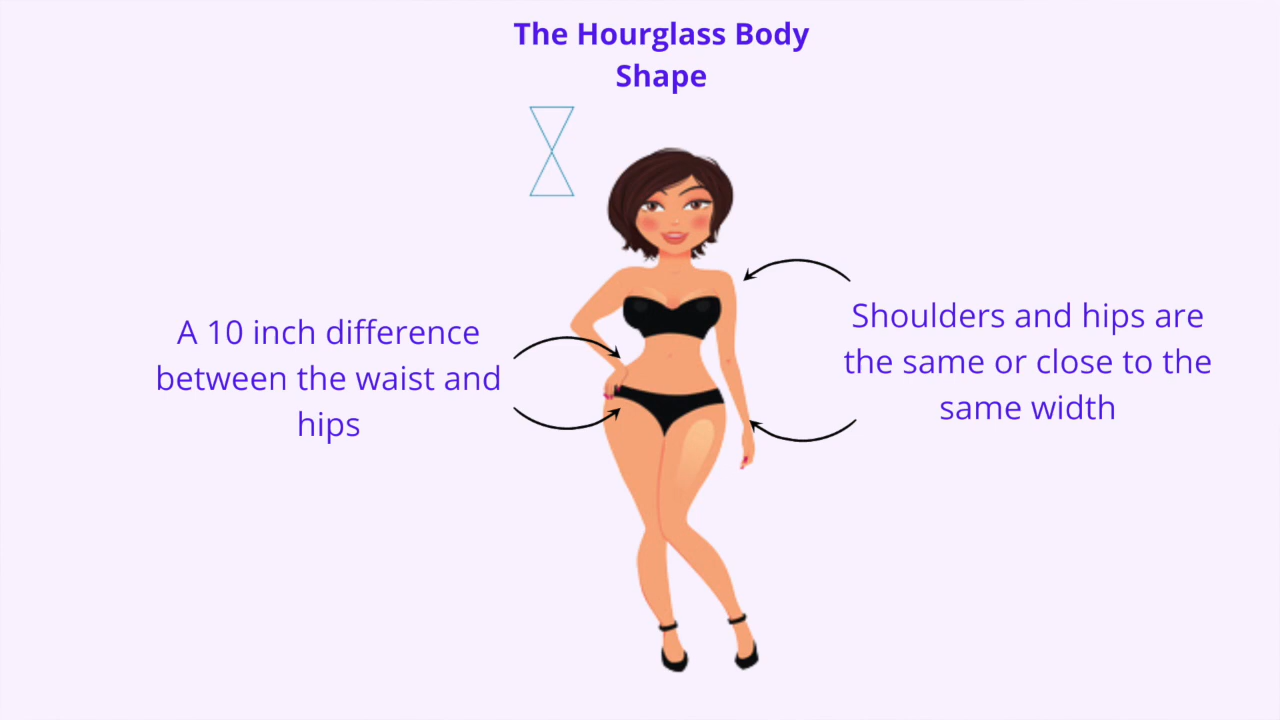 The Hourglass Body
Shape
A 10 inch difference
between the waist and
hips
Shoulders and hips are
the same or close to the
same width